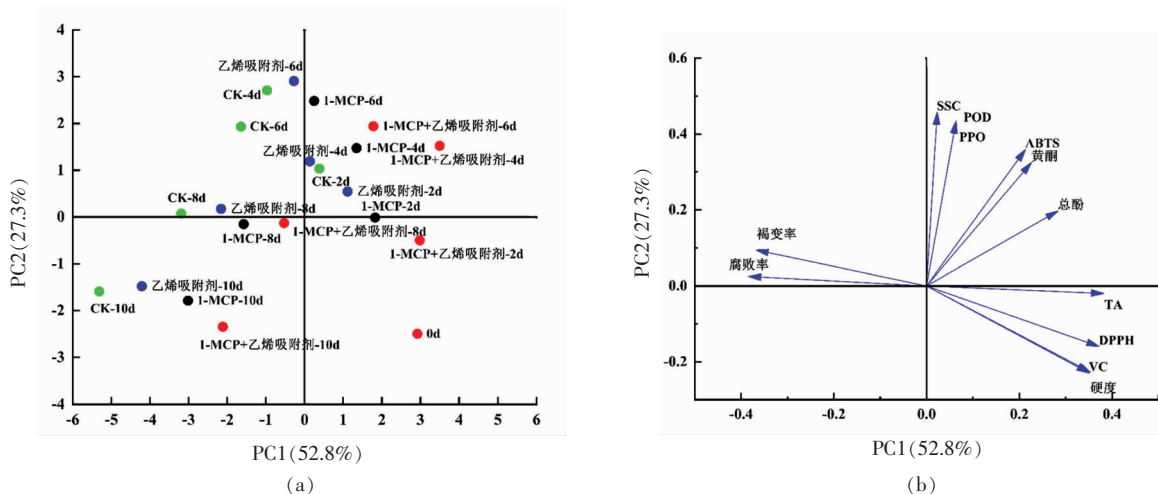 4
3
2
1
0
-1
-2
-3
-4
PC2(27.3%)
乙烯吸附剂-6d
CK-4d
1-MCP-6d
CK-6d
1-MCP+乙烯吸附剂-6d
乙烯吸附剂-4d
1-MCP-4d
1-MCP+乙烯吸附剂-4d
CK-2d
乙烯吸附剂-2d
CK-8d
乙烯吸附剂-8d
1-MCP-2d
1-MCP-8d
1-MCP+乙烯吸附剂-8d
1-MCP+乙烯吸附剂-2d
乙烯吸附剂-10d
CK-10d
1-MCP-10d
1-MCP+乙烯吸附剂-10d
0d
-6 -5 -4 -3 -2 -1 0 1 2 3 4 5 6
PC1(52.8%)
(a)
0.6
0.4
0.2
0.0
-0.2
PC2(27.3%)
SSC
POD
PPO
ABTS
黄酮
总酚
褐变率
腐败率
TA
DPPH
VC
硬度
-0.4 -0.2 0.0 0.2 0.4
PC1(52.8%)
(b)